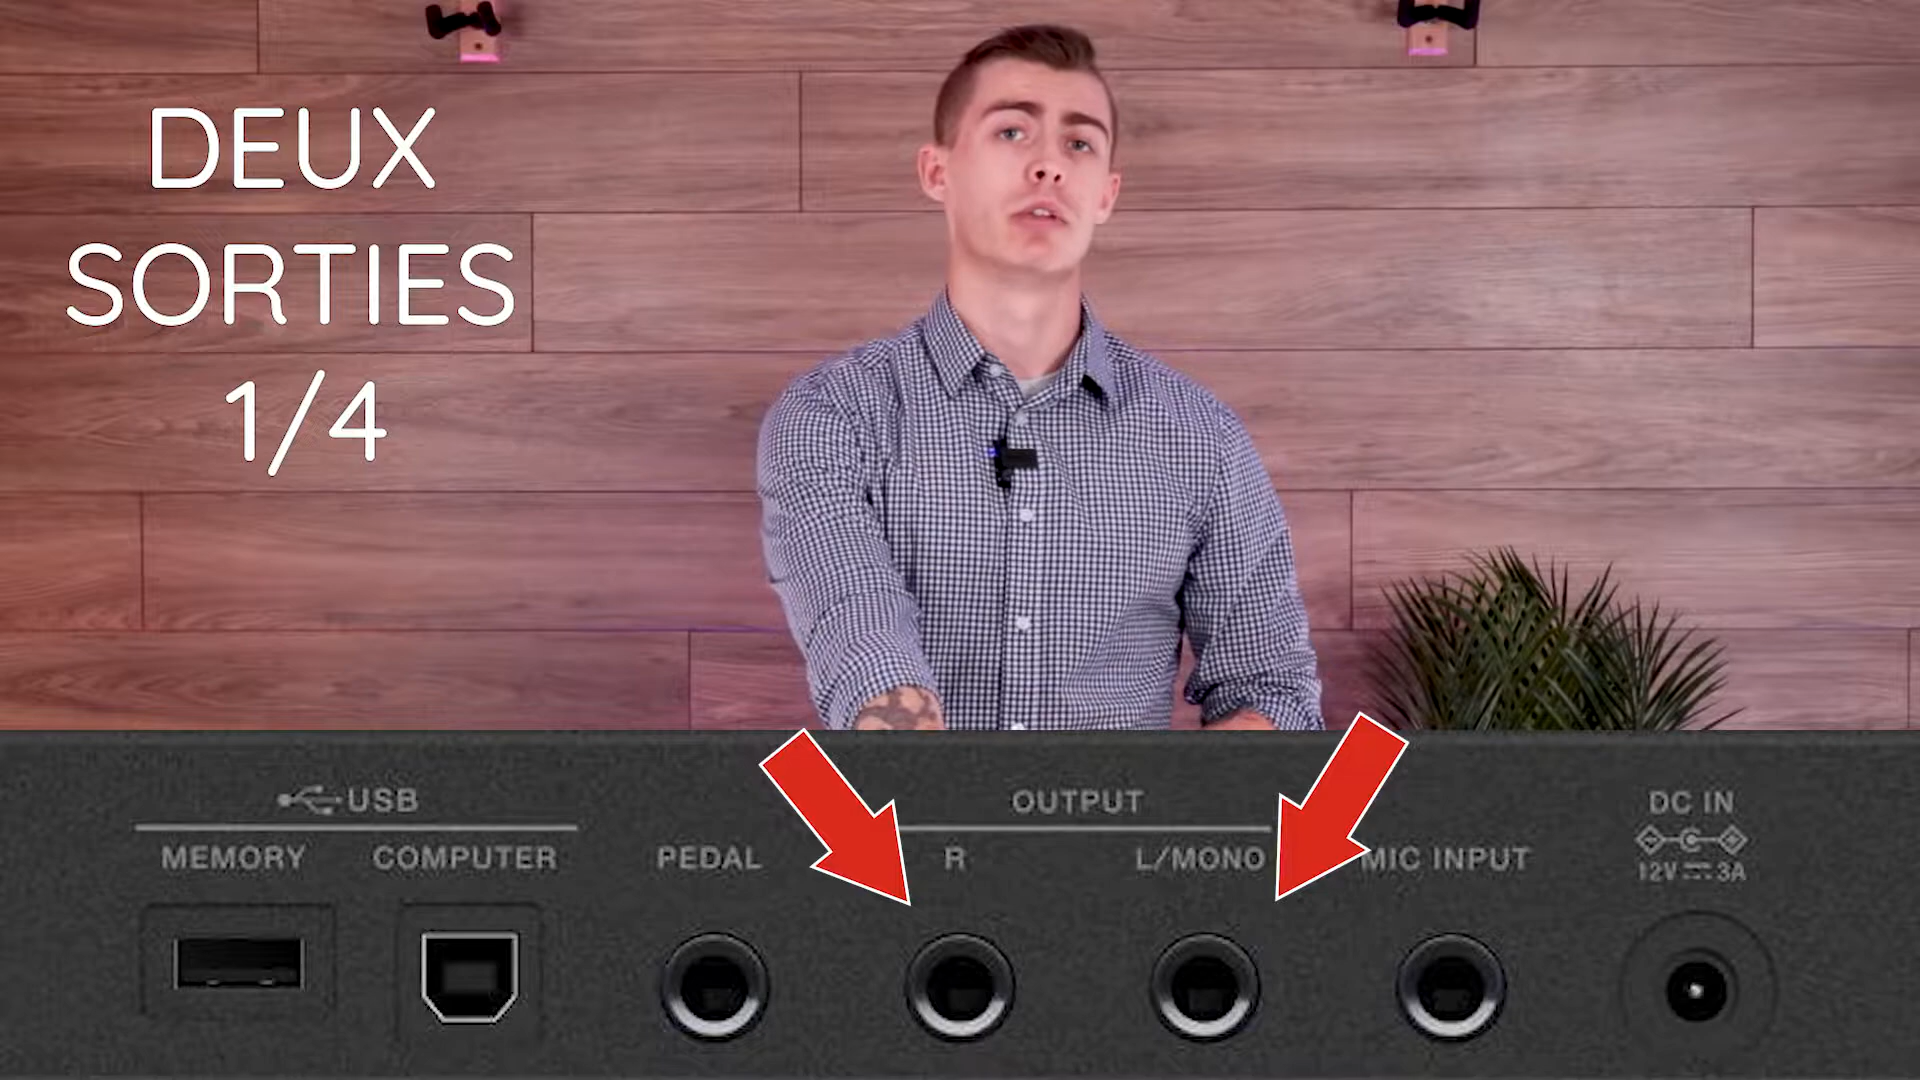 DEUX
SORTIES
1/4
USB
OUTPUT
DC IN
MEMORY
COMPUTER
PEDAL
R
L/MONO
MIC INPUT
12V 3A